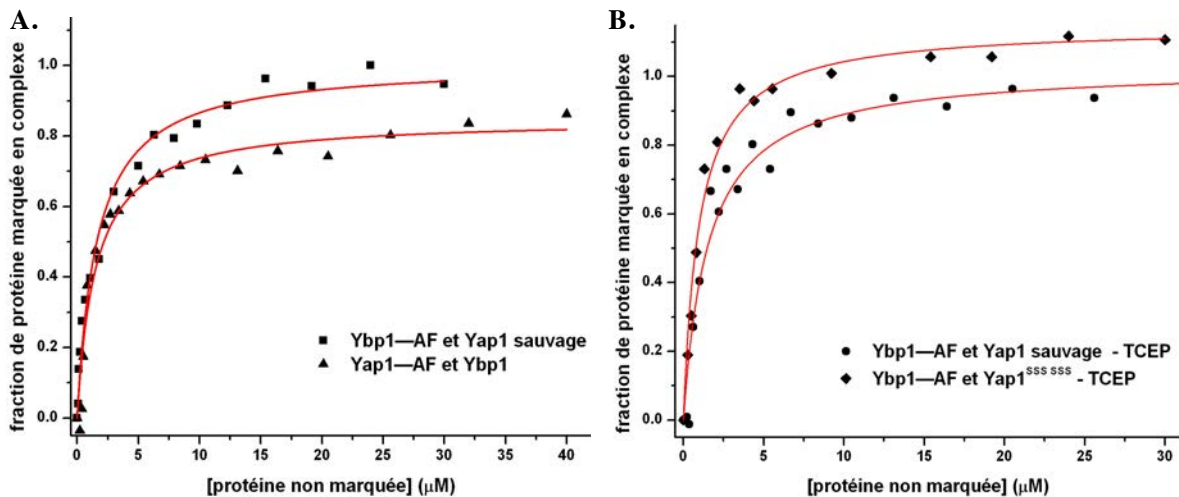 A.
fraction de protéine marquée en complexe
1.0
0.8
0.6
0.4
0.2
0.0
Ybp1—AF et Yap1 sauvage
Yap1—AF et Ybp1
0 5 10 15 20 25 30 35 40
[protéine non marquée] (μM)
B.
fraction de protéine marquée en complexe
1.0
0.8
0.6
0.4
0.2
0.0
Ybp1—AF et Yap1 sauvage - TCEP
Ybp1—AF et Yap1SSS SSS - TCEP
0 5 10 15 20 25 30
[protéine non marquée] (μM)